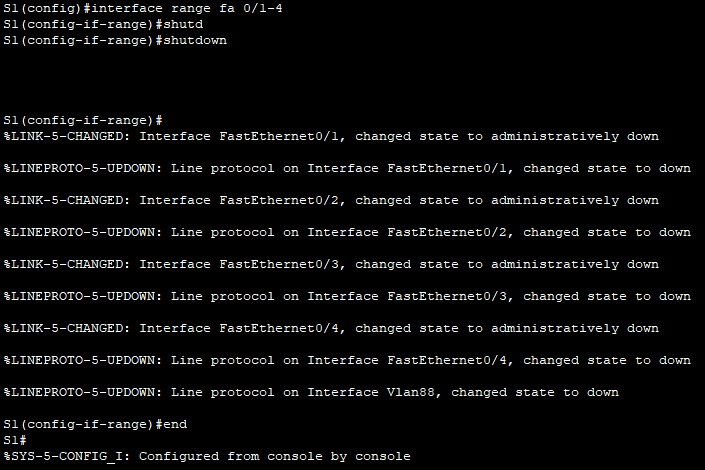 S1(config)#interface range fa 0/1-4
S1(config-if-range)#shutd
S1(config-if-range)#shutdown
S1(config-if-range)#
%LINK-5-CHANGED: Interface FastEthernet0/1, changed state to administratively down
%LINEPROTO-5-UPDOWN: Line protocol on Interface FastEthernet0/1, changed state to down
%LINK-5-CHANGED: Interface FastEthernet0/2, changed state to administratively down
%LINEPROTO-5-UPDOWN: Line protocol on Interface FastEthernet0/2, changed state to down
%LINK-5-CHANGED: Interface FastEthernet0/3, changed state to administratively down
%LINEPROTO-5-UPDOWN: Line protocol on Interface FastEthernet0/3, changed state to down
%LINK-5-CHANGED: Interface FastEthernet0/4, changed state to administratively down
%LINEPROTO-5-UPDOWN: Line protocol on Interface FastEthernet0/4, changed state to down
%LINEPROTO-5-UPDOWN: Line protocol on Interface Vlan88, changed state to down
S1(config-if-range)#end
S1#
%SYS-5-CONFIG_I: Configured from console by console